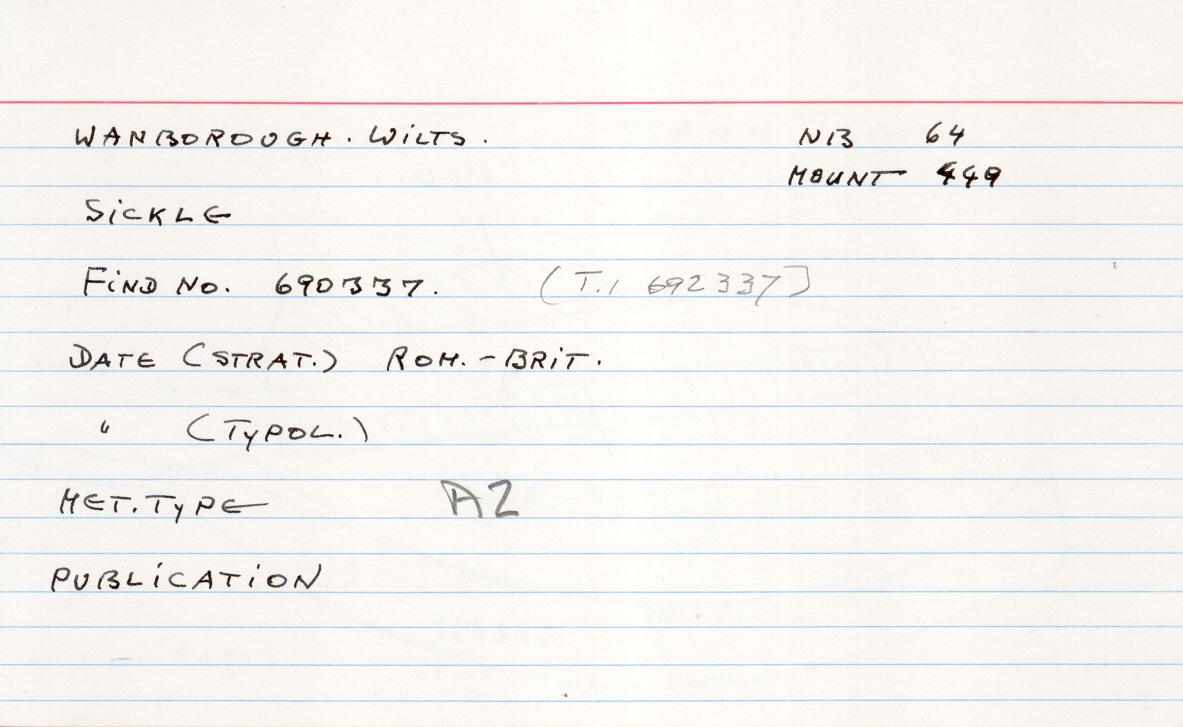 WANBOROUGH. WiLTS. NB 64
MOUNT 449
SiCKLE
FiND No. 690337. (T.1 692337)
DATE (STRAT.) ROM.-BRiT.
" (TYPOL.)
MET. TYPE A2
PUBLiCATiON